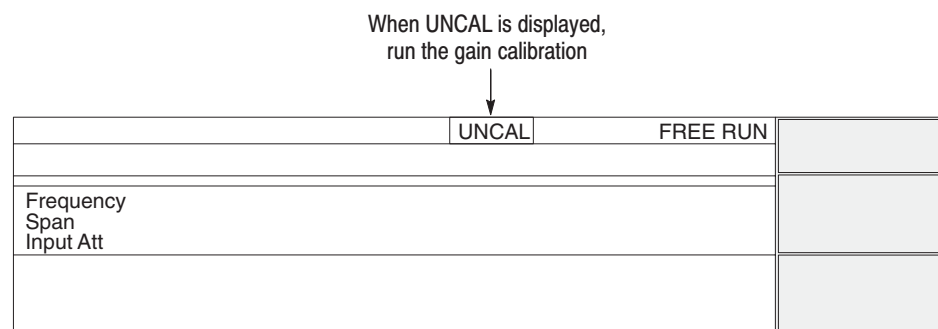 When UNCAL is displayed,
run the gain calibration
UNCAL FREE RUN
Frequency
Span
Input Att